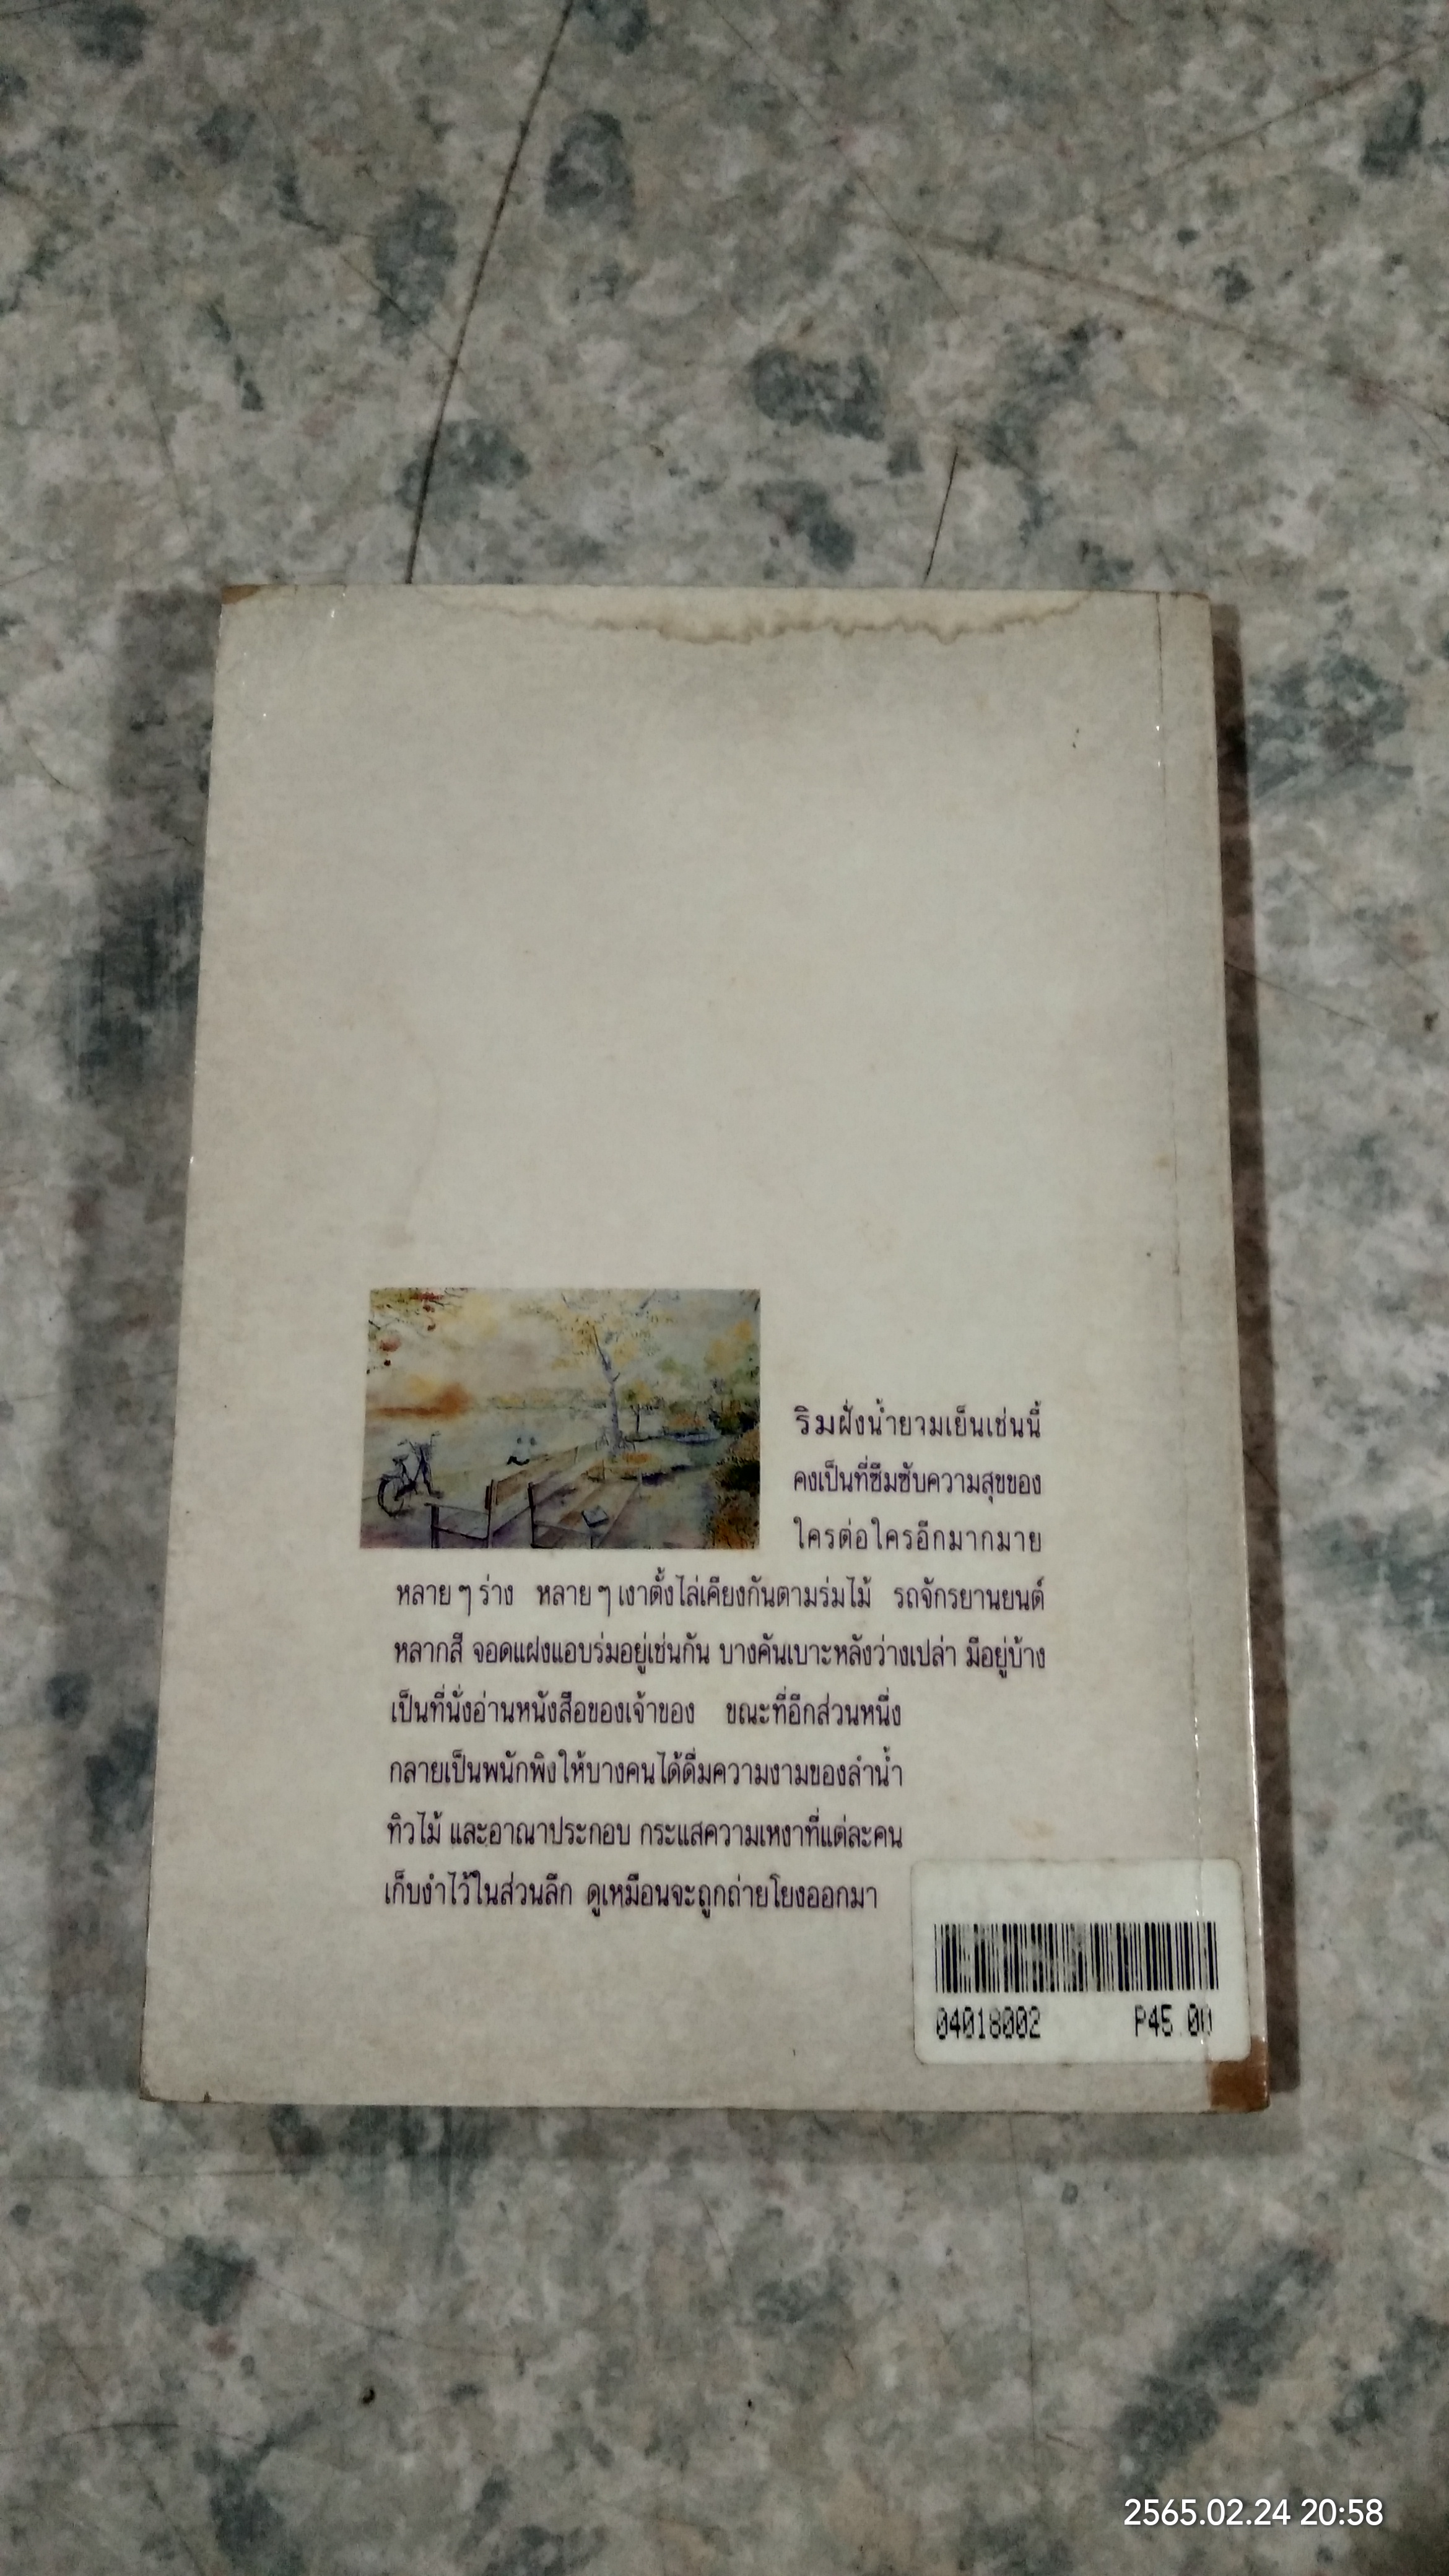 ริมฝั่งน้ำยามเย็นเช่นนี้
คงเป็นที่ซึมซับความสุขของ
ใครต่อใครอีกมากมาย
หลาย ๆ ร่าง หลาย ๆ เงาตั้งไล่เคียงกันตามร่มไม้ รถจักรยานยนต์
หลากสี จอดแฝงแอบร่มอยู่เช่นกัน บางคันเบาะหลังว่างเปล่า มีอยู่บ้าง
เป็นที่นั่งอ่านหนังสือของเจ้าของ ขณะที่อีกส่วนหนึ่ง
กลายเป็นพนักพิงให้บางคนได้ดื่มความงามของลำน้ำ
ทิวไม้ และอาณาประกอบ กระแสความเหงาที่แต่ละคน
เก็บงำไว้ในส่วนลึก ดูเหมือนจะถูกถ่ายโยงออกมา
04018002 P45.00
2565.02.24 20:58